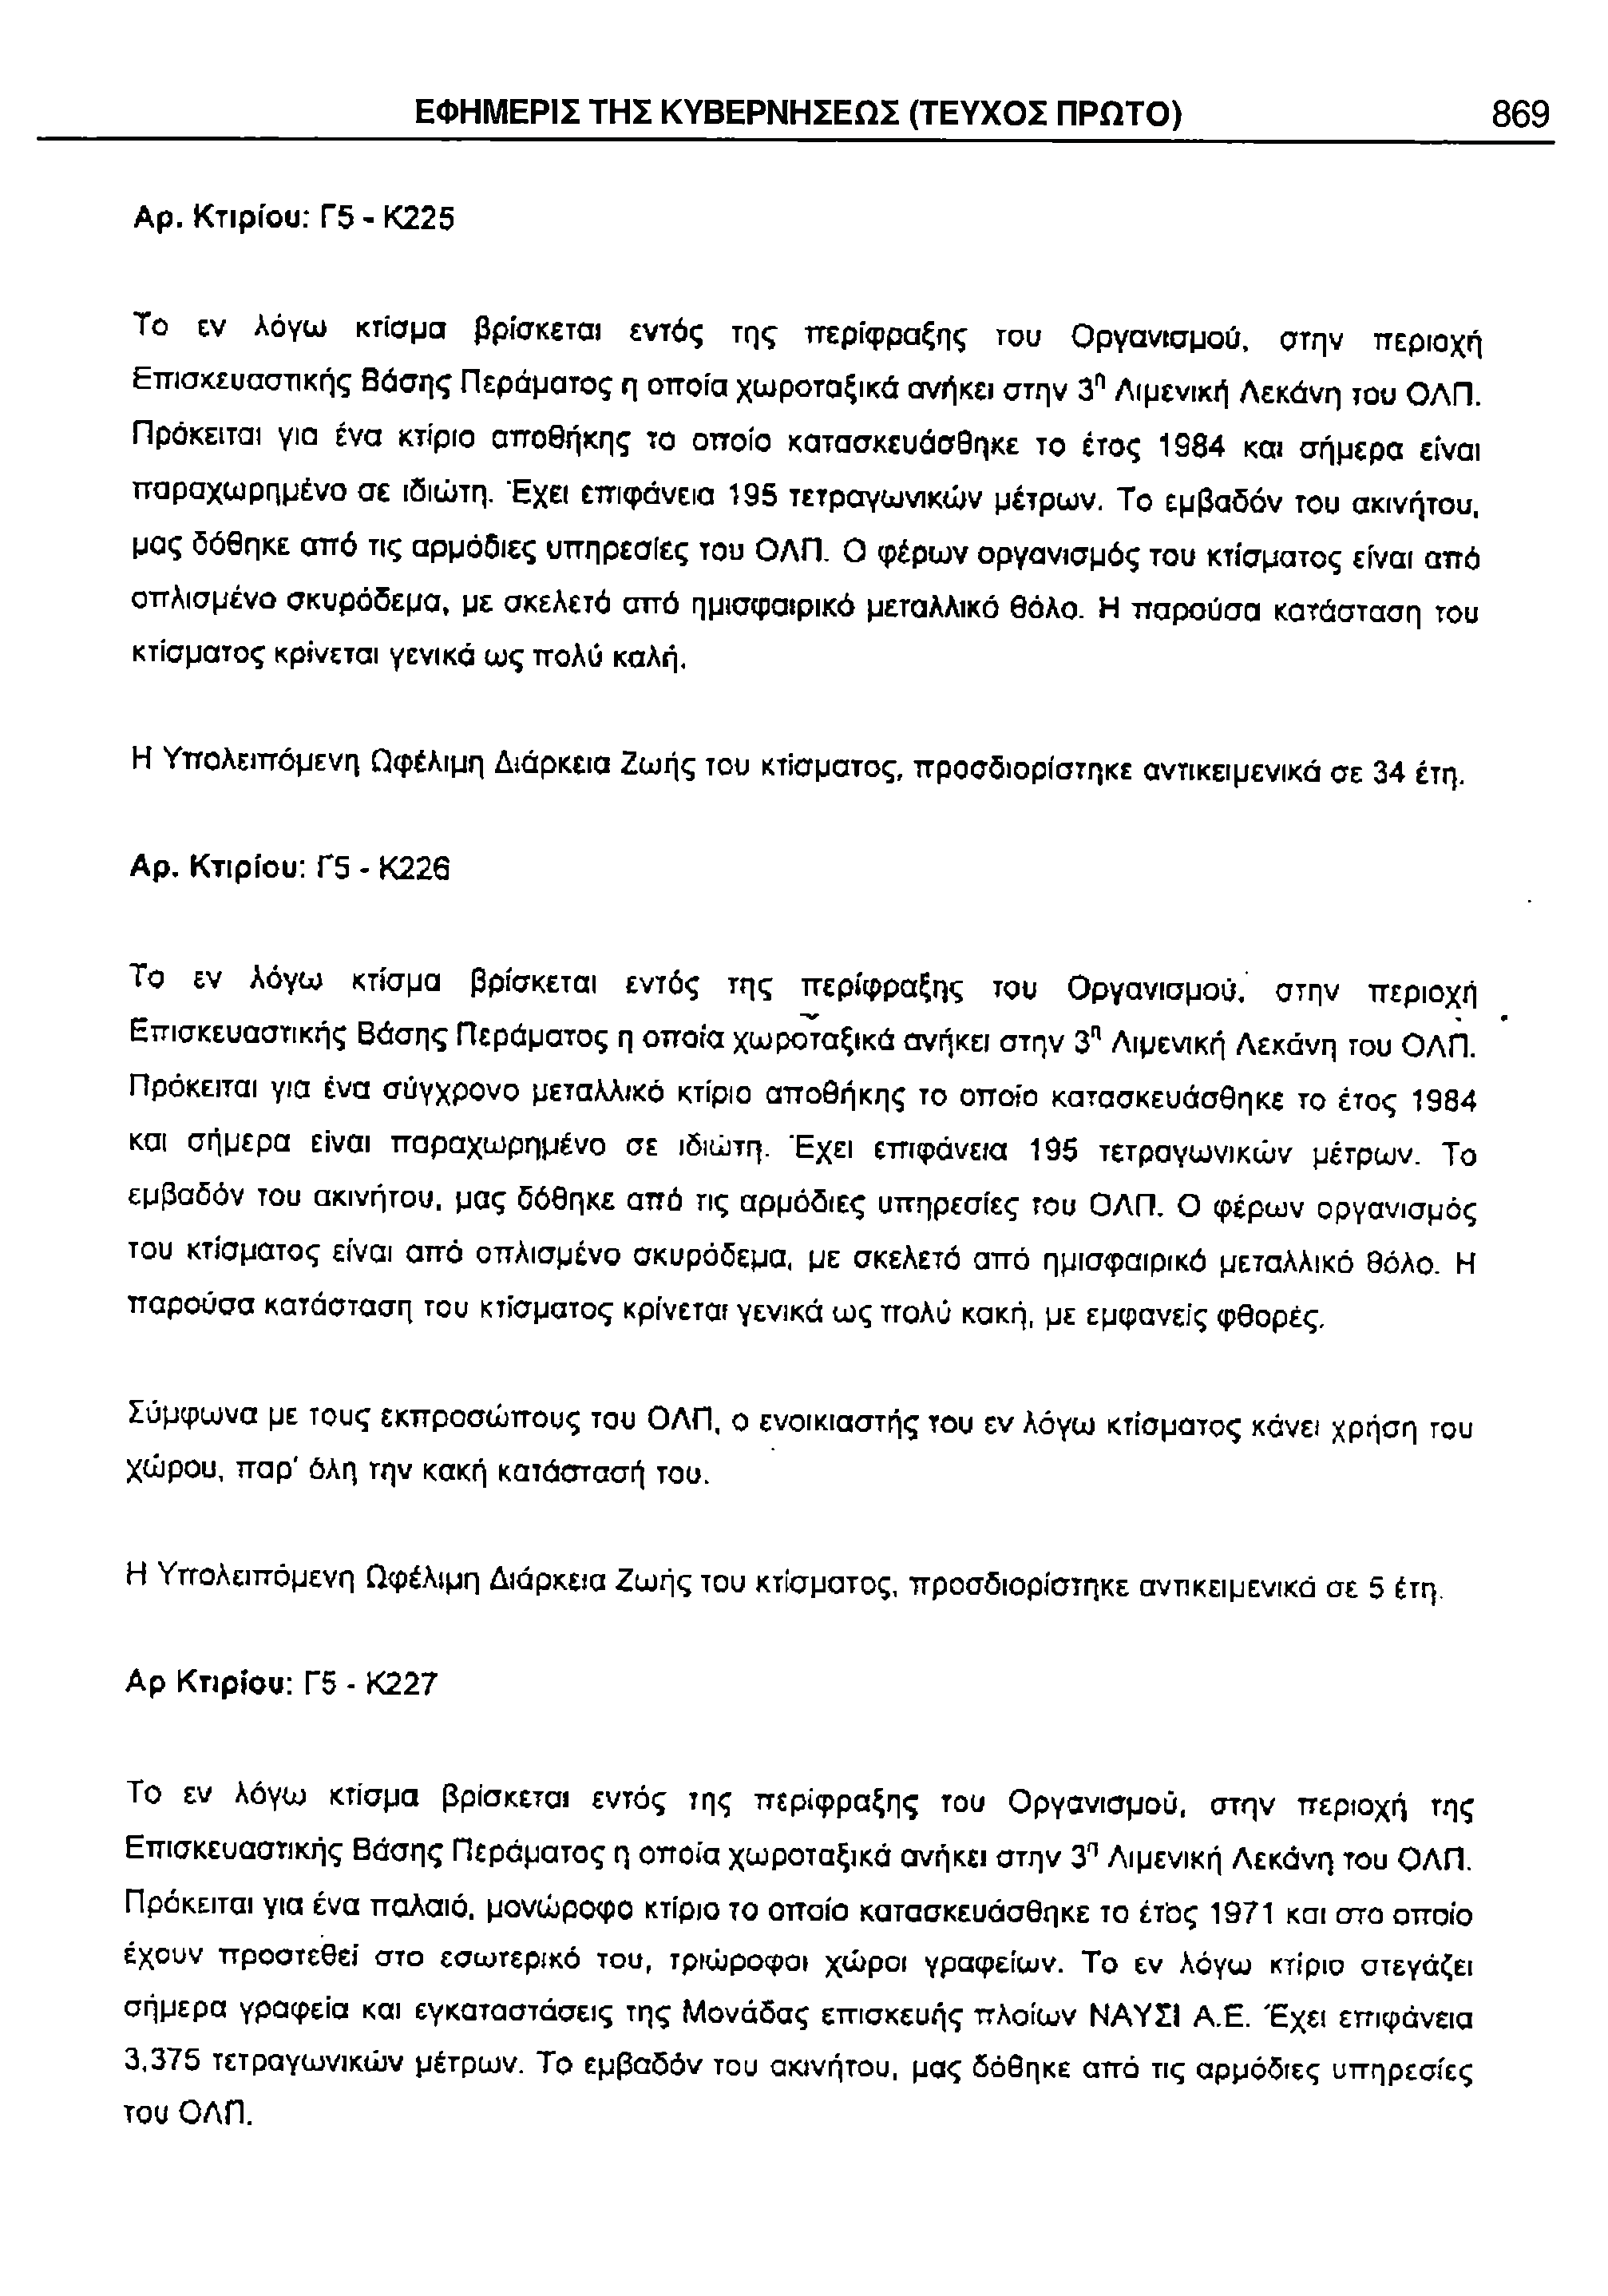 ΕΦΗΜΕΡΙΣ ΤΗΣ ΚΥΒΕΡΝΗΣΕΩΣ (ΤΕΥΧΟΣ ΠΡΩΤΟ) 869
Αρ. Κτιρίου: Γ5 - Κ225
Το εν λόγω κτίσμα βρίσκεται εντός της περίφραξης του Οργανισμού, στην περιοχή
Επισκευαστικής Βάσης Περάματος η οποία χωροταξικά ανήκει στην 3η Λιμενική Λεκάνη του ΟΛΠ.
Πρόκειται για ένα κτίριο αποθήκης το οποίο κατασκευάσθηκε το έτος 1984 και σήμερα είναι
παραχωρημένο σε ιδιώτη. Έχει επιφάνεια 195 τετραγωνικών μέτρων. Το εμβαδόν του ακινήτου,
μας δόθηκε από τις αρμόδιες υπηρεσίες του ΟΛΠ. Ο φέρων οργανισμός του κτίσματος είναι από
οπλισμένο σκυρόδεμα, με σκελετό από ημισφαιρικό μεταλλικό θόλο. Η παρούσα κατάσταση του
κτίσματος κρίνεται γενικά ως πολύ καλή.
Η Υπολειπόμενη Ωφέλιμη Διάρκεια Ζωής του κτίσματος, προσδιορίστηκε αντικειμενικά σε 34 έτη.
Αρ. Κτιρίου: Γ5 - Κ226
Το εν λόγω κτίσμα βρίσκεται εντός της περίφραξης του Οργανισμού, στην περιοχή
Επισκευαστικής Βάσης Περάματος η οποία χωροταξικά ανήκει στην 3η Λιμενική Λεκάνη του ΟΛΠ.
Πρόκειται για ένα σύγχρονο μεταλλικό κτίριο αποθήκης το οποίο κατασκευάσθηκε το έτος 1984
και σήμερα είναι παραχωρημένο σε ιδιώτη. Έχει επιφάνεια 195 τετραγωνικών μέτρων. Το
εμβαδόν του ακινήτου, μας δόθηκε από τις αρμόδιες υπηρεσίες του ΟΛΠ. Ο φέρων οργανισμός
του κτίσματος είναι από οπλισμένο σκυρόδεμα, με σκελετό από ημισφαιρικό μεταλλικό θόλο. Η
παρούσα κατάσταση του κτίσματος κρίνεται γενικά ως πολύ κακή, με εμφανείς φθορές.
Σύμφωνα με τους εκπροσώπους του ΟΛΠ, ο ενοικιαστής του εν λόγω κτίσματος κάνει χρήση του
χώρου, παρ' όλη την κακή κατάστασή του.
Η Υπολειπόμενη Ωφέλιμη Διάρκεια Ζωής του κτίσματος, προσδιορίστηκε αντικειμενικά σε 5 έτη.
Αρ Κτιρίου: Γ5 - Κ227
Το εν λόγω κτίσμα βρίσκεται εντός της περίφραξης του Οργανισμού, στην περιοχή της
Επισκευαστικής Βάσης Περάματος η οποία χωροταξικά ανήκει στην 3η Λιμενική Λεκάνη του ΟΛΠ.
Πρόκειται για ένα παλαιό, μονώροφο κτίριο το οποίο κατασκευάσθηκε το έτος 1971 και στο οποίο
έχουν προστεθεί στο εσωτερικό του, τριώροφοι χώροι γραφείων. Το εν λόγω κτίριο στεγάζει
σήμερα γραφεία και εγκαταστάσεις της Μονάδας επισκευής πλοίων ΝΑΥΣΙ Α.Ε. Έχει επιφάνεια
3,375 τετραγωνικών μέτρων. Το εμβαδόν του ακινήτου, μας δόθηκε από τις αρμόδιες υπηρεσίες
του ΟΛΠ.